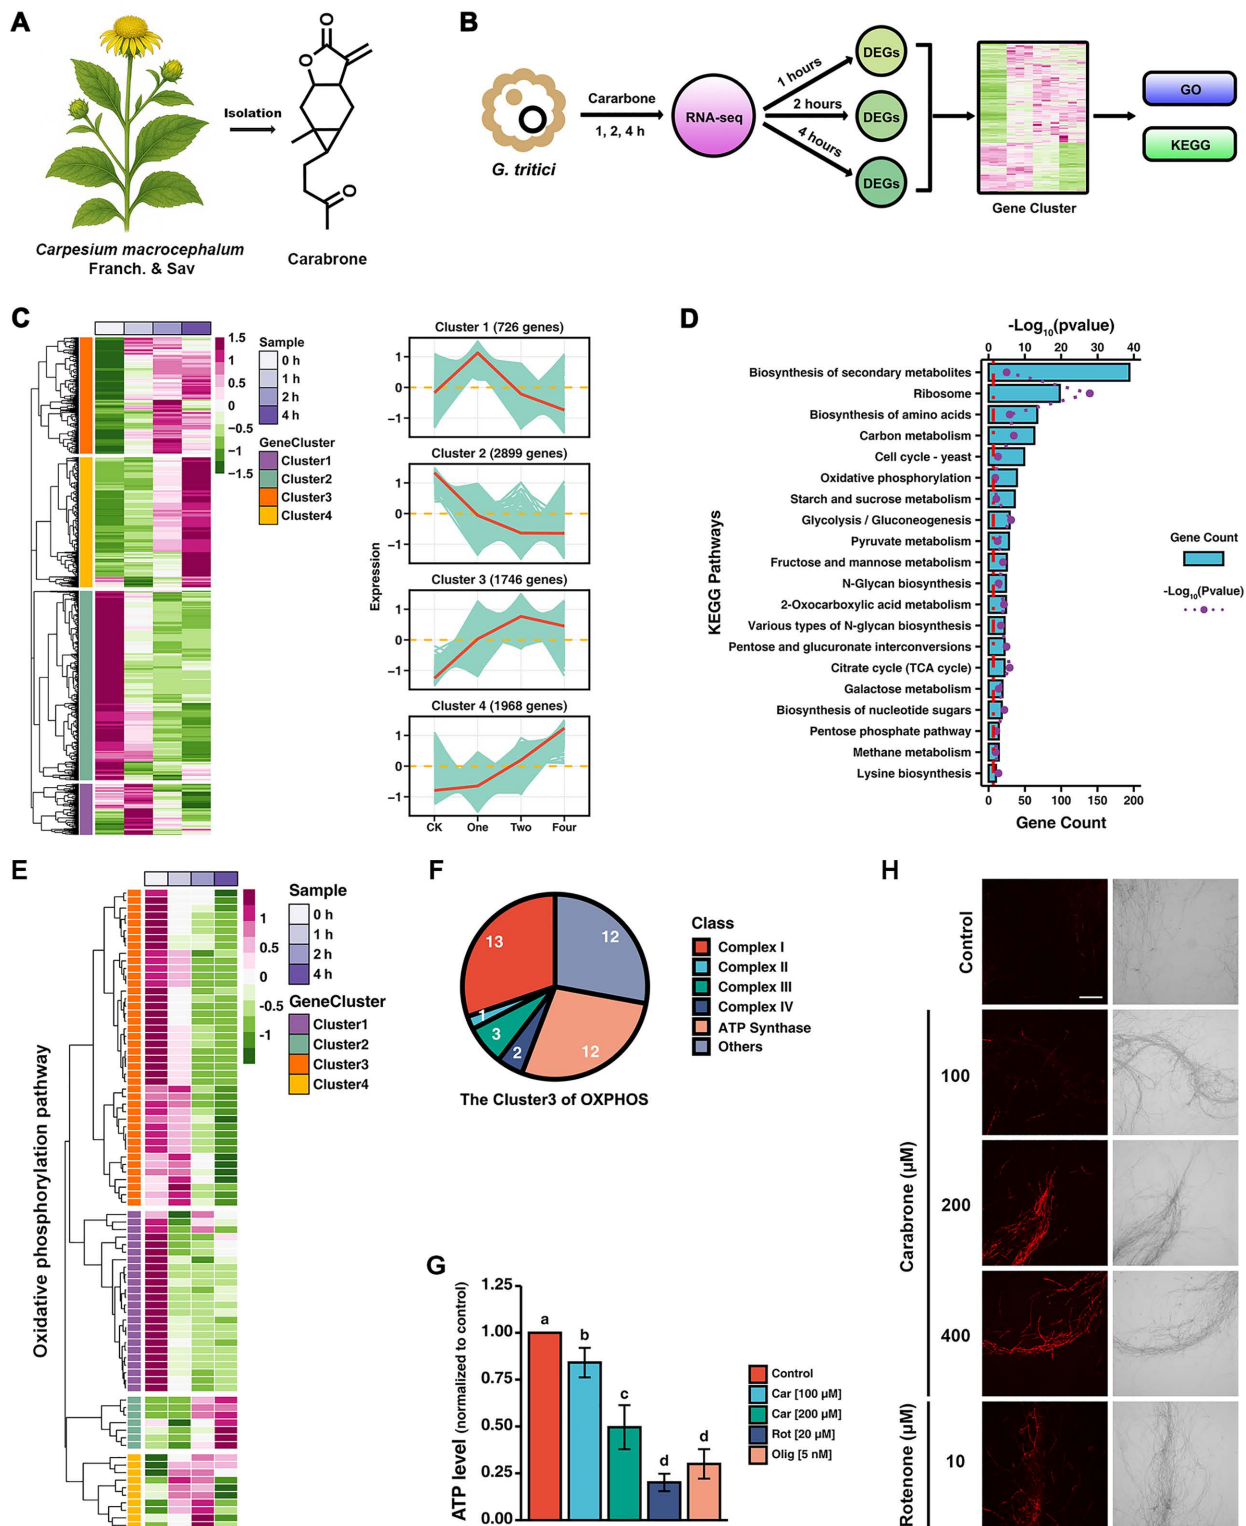 A
O
O
O
Isolation
Carpesium macrocephalum
Franch. & Sav
Carabrone
B
G. tritici
Cararbone
1, 2, 4 h
RNA-seq
1 hours
2 hours
4 hours
DEGs
DEGs
DEGs
Gene Cluster
GO
KEGG
C
1.5
1
0.5
0
−0.5
−1
−1.5
Sample
0 h
1 h
2 h
4 h
GeneCluster
Cluster1
Cluster2
Cluster3
Cluster4
Expression
Cluster 1 (726 genes)
1
0
−1
Cluster 2 (2899 genes)
1
0
−1
Cluster 3 (1746 genes)
1
0
−1
Cluster 4 (1968 genes)
1
0
−1
CK One Two Four
D
-Log10(pvalue)
0 10 20 30 40
KEGG Pathways
Biosynthesis of secondary metabolites
Ribosome
Biosynthesis of amino acids
Carbon metabolism
Cell cycle - yeast
Oxidative phosphorylation
Starch and sucrose metabolism
Glycolysis / Gluconeogenesis
Pyruvate metabolism
Fructose and mannose metabolism
N-Glycan biosynthesis
2-Oxocarboxylic acid metabolism
Various types of N-glycan biosynthesis
Pentose and glucuronate interconversions
Citrate cycle (TCA cycle)
Galactose metabolism
Biosynthesis of nucleotide sugars
Pentose phosphate pathway
Methane metabolism
Lysine biosynthesis
0 50 100 150 200
Gene Count
Gene Count
-Log10(Pvalue)
E
Oxidative phosphorylation pathway
1
0.5
0
-0.5
-1
Sample
0 h
1 h
2 h
4 h
GeneCluster
Cluster1
Cluster2
Cluster3
Cluster4
F
13
12
1
3
2
12
The Cluster3 of OXPHOS
Class
Complex I
Complex II
Complex III
Complex IV
ATP Synthase
Others
G
ATP level (normalized to control)
1.25
1.00
0.75
0.50
0.25
0.00
a
b
c
d
d
Control
Car [100 μM]
Car [200 μM]
Rot [20 μM]
Olig [5 nM]
H
Control
Carabrone (μM)
100
200
400
Rotenone (μM)
10